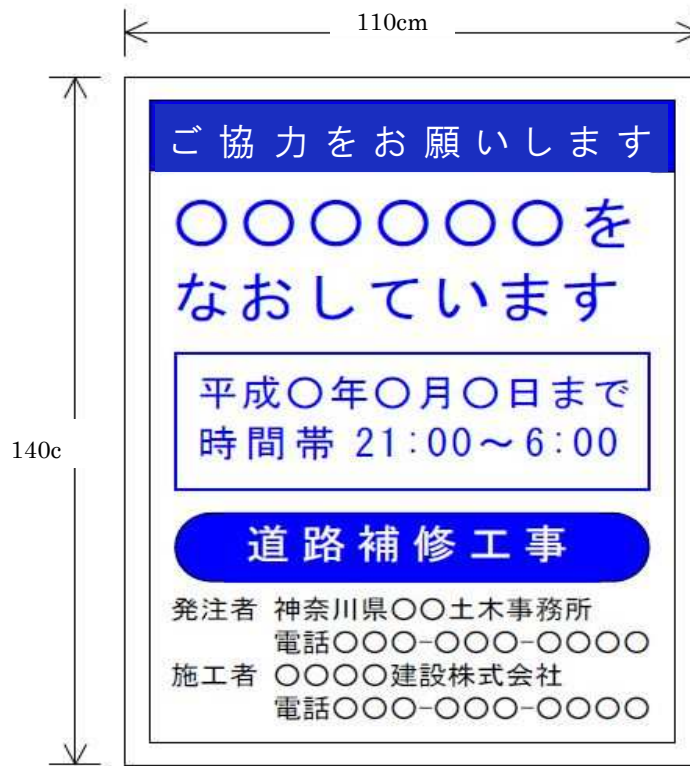 110cm
140c
ご協力をお願いします
〇〇〇〇〇〇を
なおしています
平成〇年〇月〇日まで
時間帯 21:00～6:00
道路補修工事
発注者 神奈川県〇〇土木事務所
電話〇〇〇-〇〇〇-〇〇〇〇
施工者 〇〇〇〇建設株式会社
電話〇〇〇-〇〇〇-〇〇〇〇